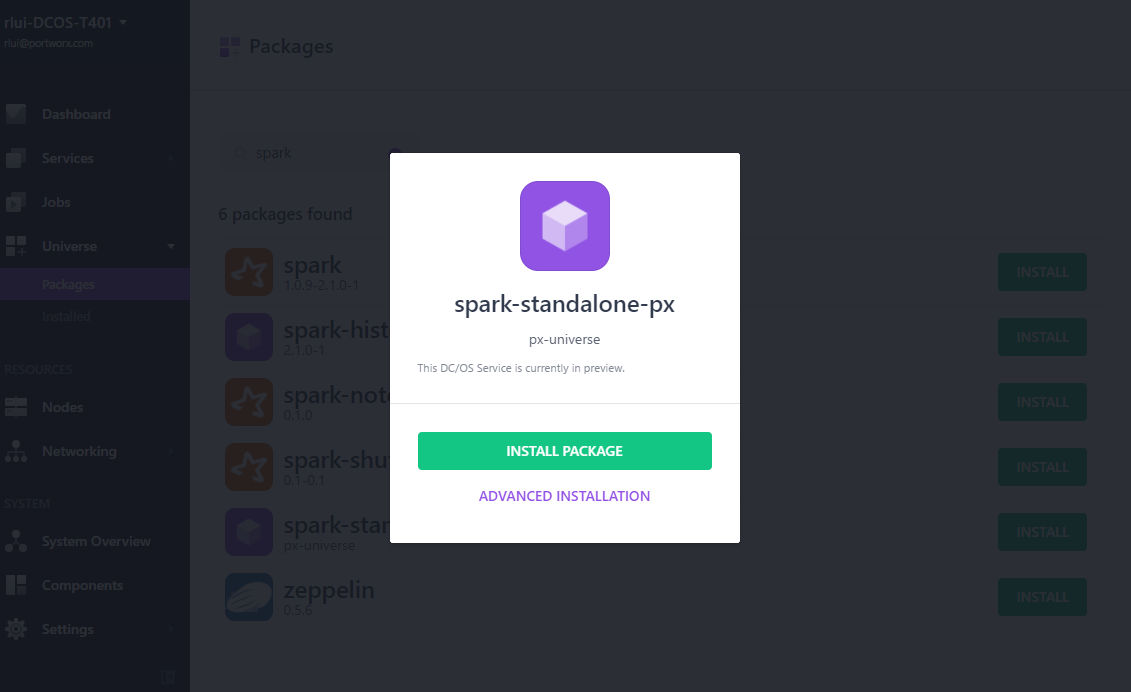 rlui-DCOS-T401
rlui@portworx.com
Dashboard
Services
Jobs
Universe
Packages
Installed
RESOURCES
Nodes
Networking
SYSTEM
System Overview
Components
Settings
Packages
spark
6 packages found
spark
1.0.9-2.1.0-1
INSTALL
spark-hist
2.1.0-1
INSTALL
spark-note
0.1.0
INSTALL
spark-shu
0.1-0.1
INSTALL
spark-star
px-universe
INSTALL
zeppelin
0.5.6
INSTALL
spark-standalone-px
px-universe
This DC/OS Service is currently in preview.
INSTALL PACKAGE
ADVANCED INSTALLATION